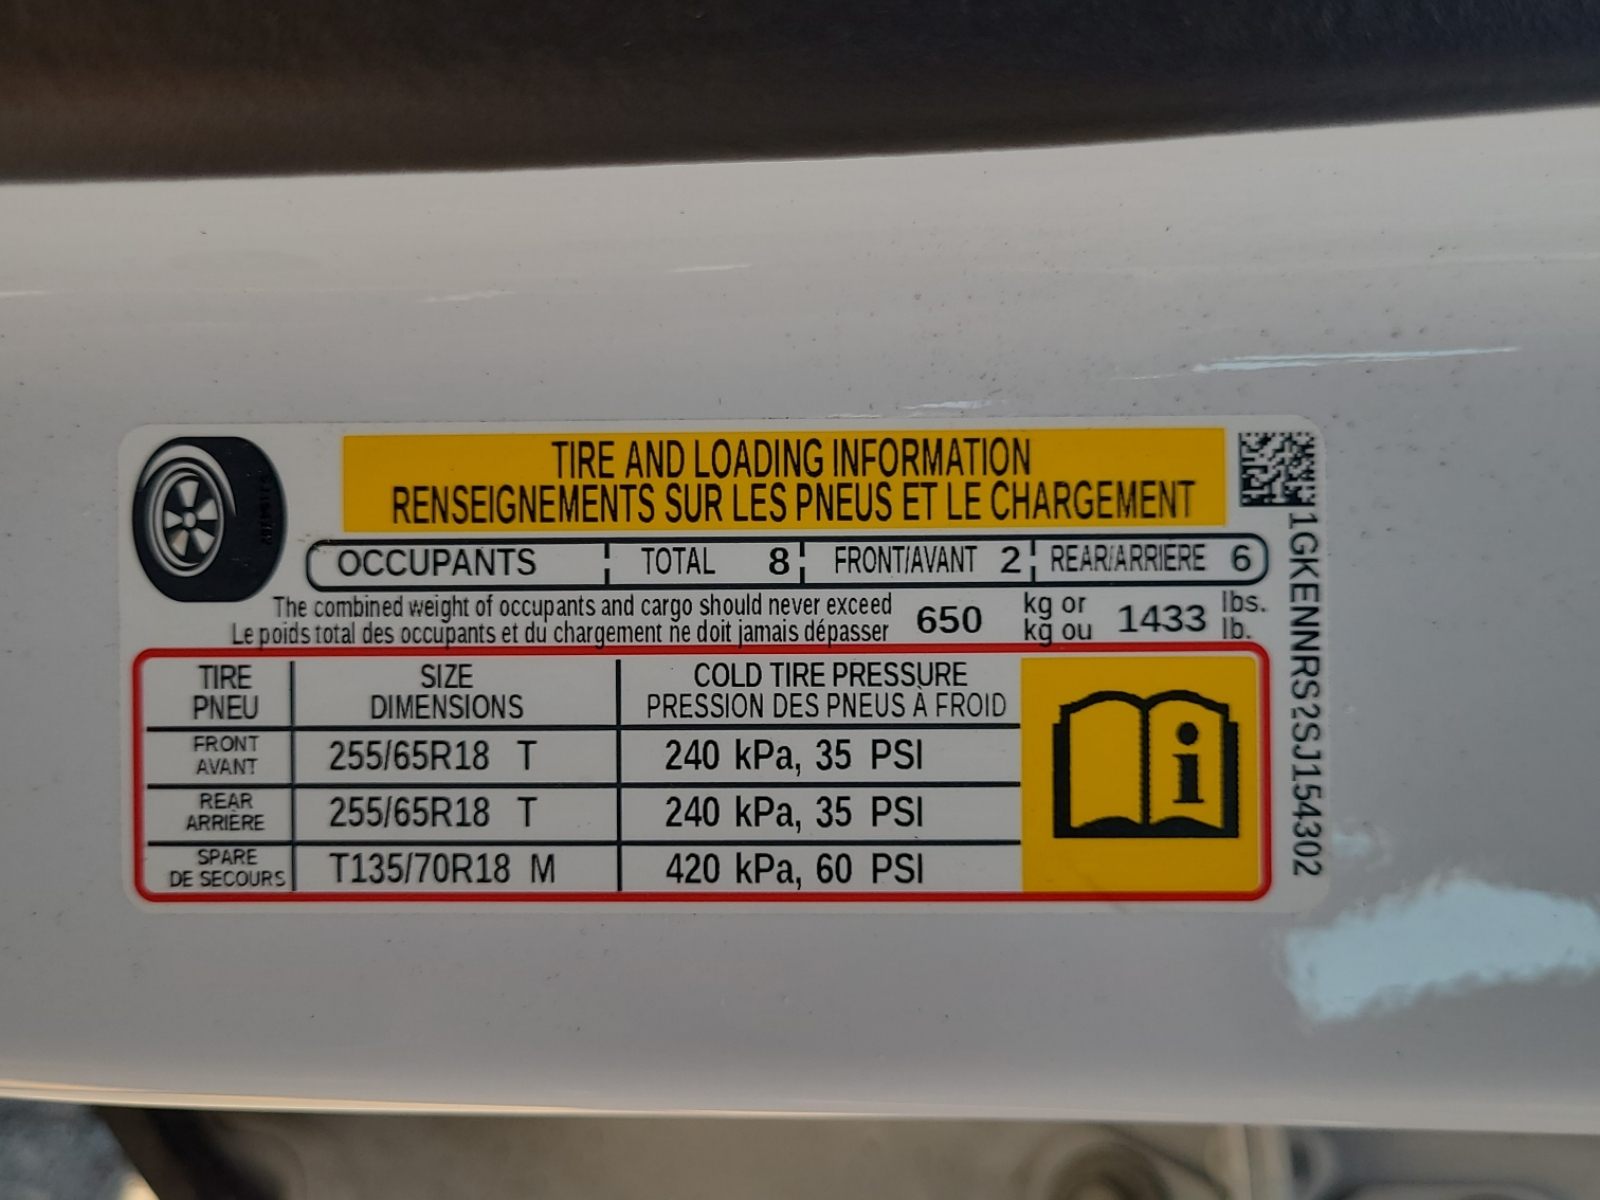 TIRE AND LOADING INFORMATION
RENSEIGNEMENTS SUR LES PNEUS ET LE CHARGEMENT
OCCUPANTS TOTAL 8 FRONT/AVANT 2 REAR/ARRIERE 6
The combined weight of occupants and cargo should never exceed 650 kg or 1433 lbs.
Le poids total des occupants et du chargement ne doit jamais dépasser kg ou lb.
TIRE SIZE COLD TIRE PRESSURE
PNEU DIMENSIONS PRESSION DES PNEUS À FROID
FRONT
AVANT 255/65R18 T 240 kPa, 35 PSI
REAR
ARRIÈRE 255/65R18 T 240 kPa, 35 PSI
SPARE
DE SECOURS T135/70R18 M 420 kPa, 60 PSI
i
1GKENNRS2SJ154302